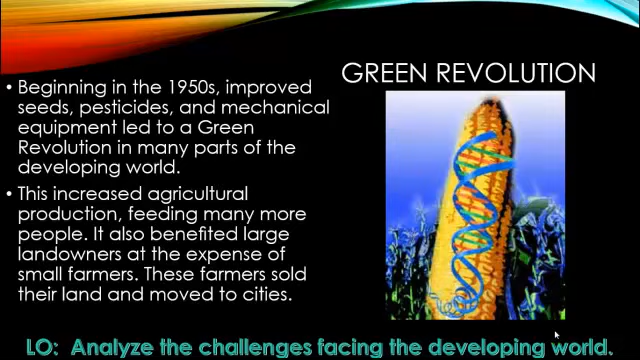 GREEN REVOLUTION
• Beginning in the 1950s, improved
seeds, pesticides, and mechanical
equipment led to a Green
Revolution in many parts of the
developing world.
• This increased agricultural
production, feeding many more
people. It also benefited large
landowners at the expense of
small farmers. These farmers sold
their land and moved to cities.
LO: Analyze the challenges facing the developing world.